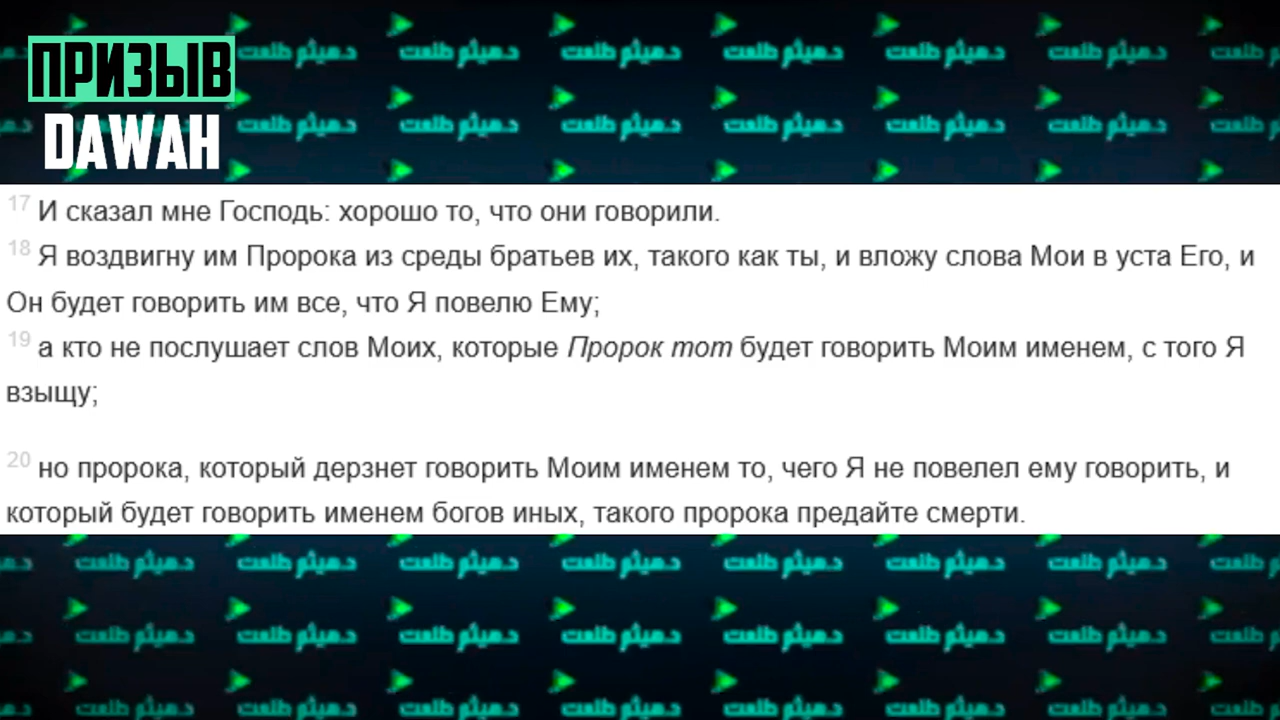 ПРИЗЫВ
DAWAH
17 И сказал мне Господь: хорошо то, что они говорили.
18 Я воздвигну им Пророка из среды братьев их, такого как ты, и вложу слова Мои в уста Его, и
Он будет говорить им все, что Я повелю Ему;
19 а кто не послушает слов Моих, которые Пророк тот будет говорить Моим именем, с того Я
взыщу;
20 но пророка, который дерзнет говорить Моим именем то, чего Я не повелел ему говорить, и
который будет говорить именем богов иных, такого пророка предайте смерти.